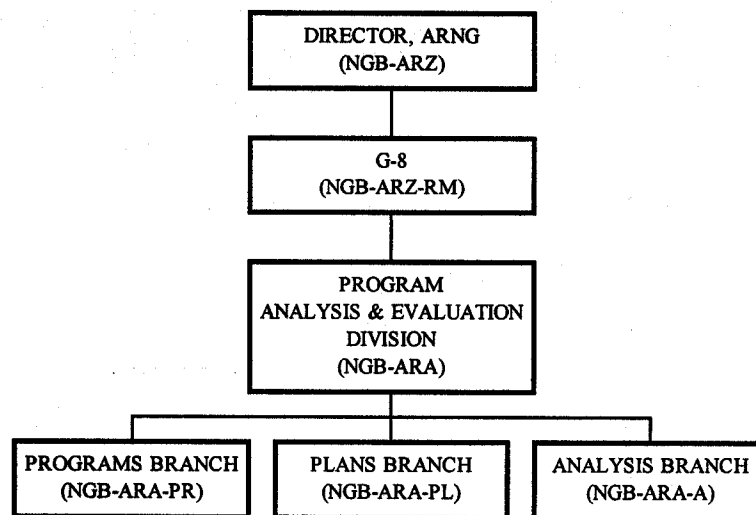 DIRECTOR, ARNG
(NGB-ARZ)
G-8
(NGB-ARZ-RM)
PROGRAM
ANALYSIS & EVALUATION
DIVISION
(NGB-ARA)
PROGRAMS BRANCH
(NGB-ARA-PR)
PLANS BRANCH
(NGB-ARA-PL)
ANALYSIS BRANCH
(NGB-ARA-A)